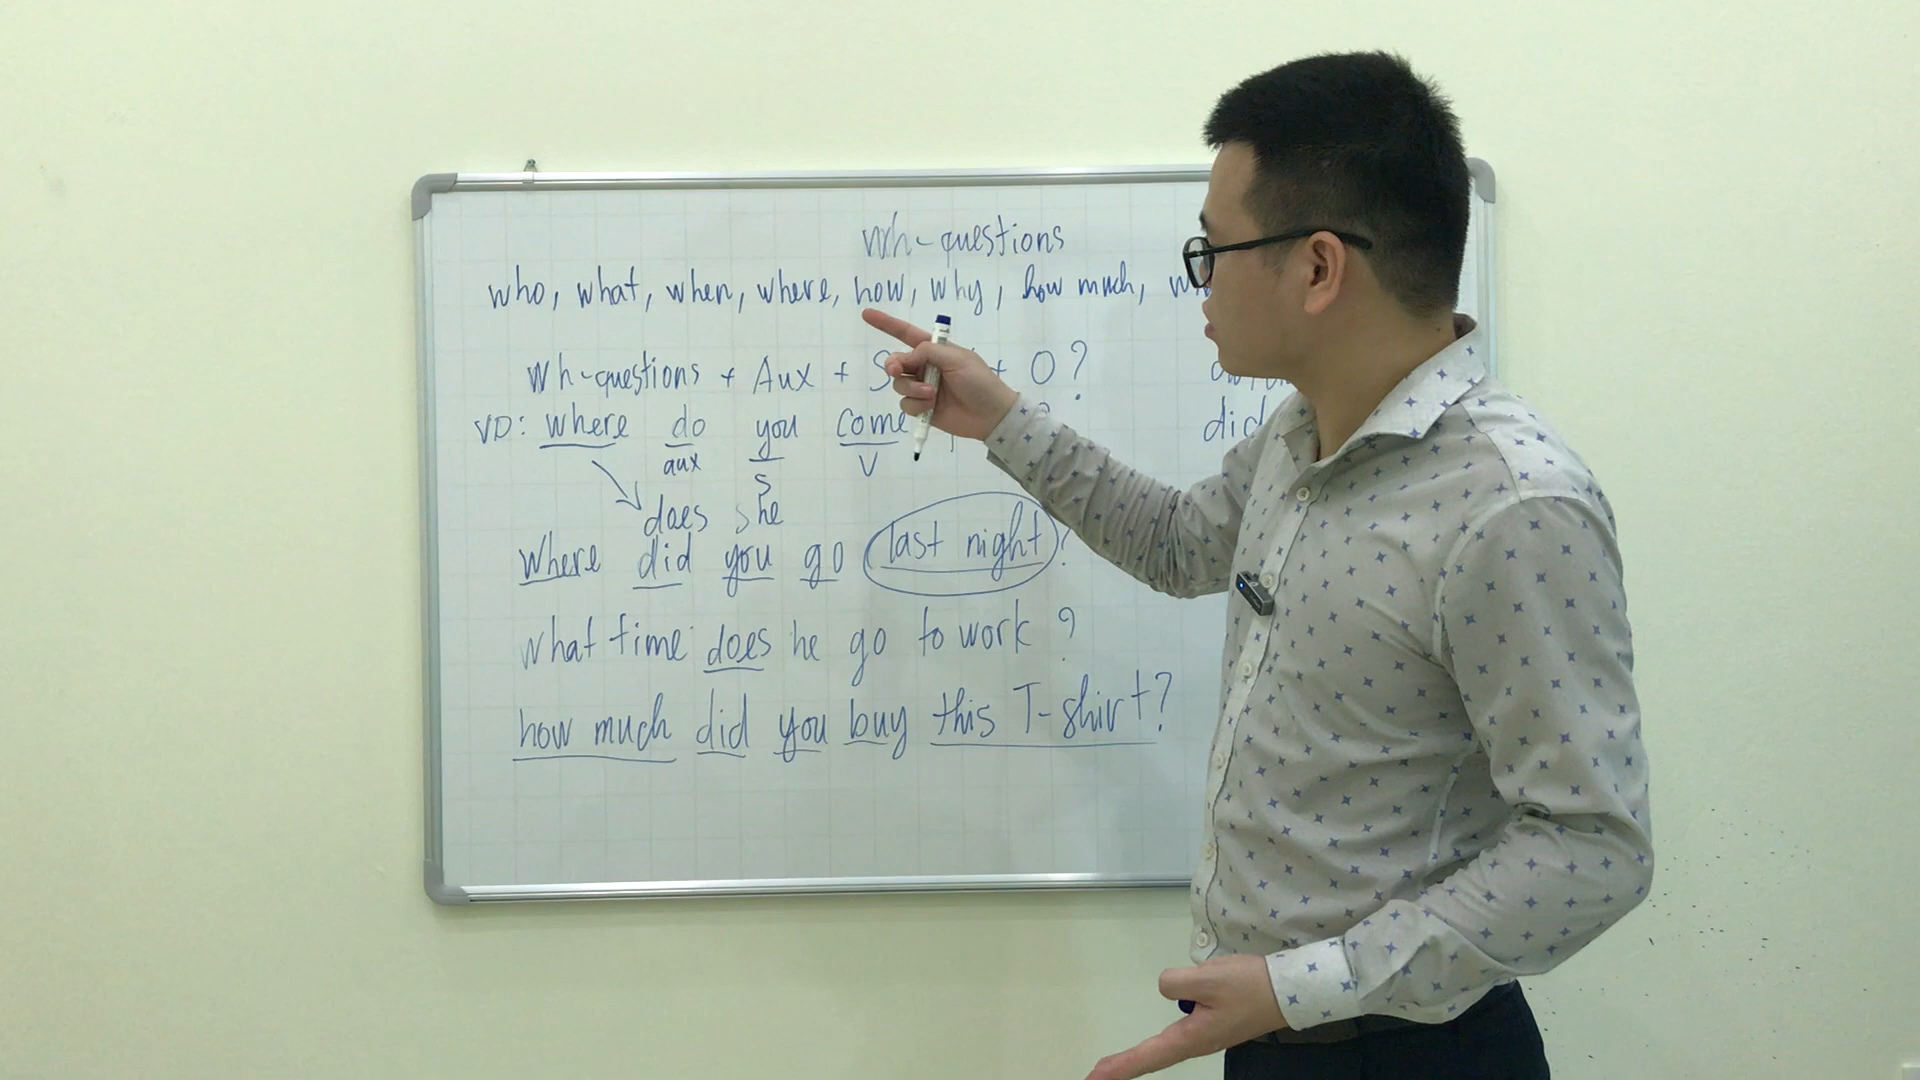 wh-questions
who, what, when, where, how, why, how much,
Wh-questions + Aux + S + O?
VD: where do you come ?
aux S V
does she
Where did you go last night?
what time does he go to work?
how much did you buy this T-shirt?
did